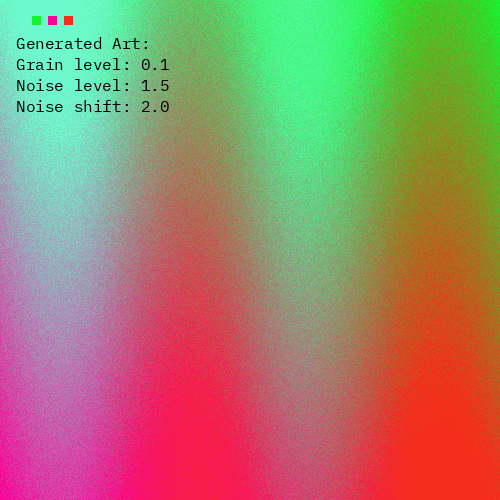 Generated Art:
Grain level: 0.1
Noise level: 1.5
Noise shift: 2.0